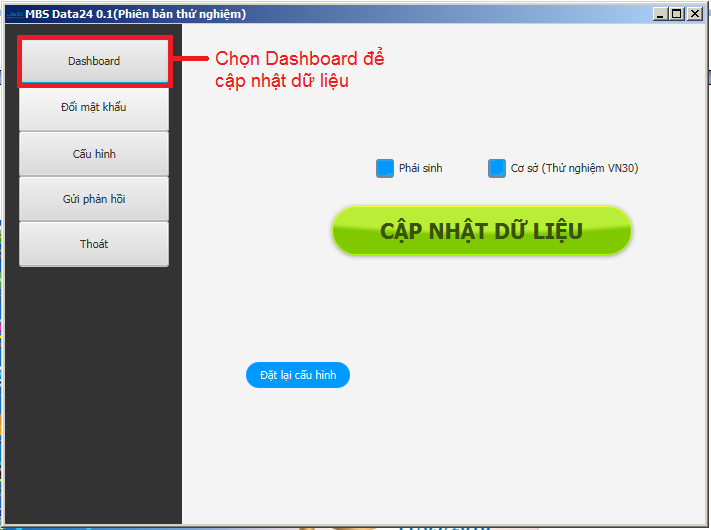 MBS Data24 0.1(Phiên bản thử nghiệm)
Dashboard
Chọn Dashboard để
cập nhật dữ liệu
Đổi mật khẩu
Cấu hình
Gửi phản hồi
Thoát
Phái sinh
Cơ sở (Thử nghiệm VN30)
CẬP NHẬT DỮ LIỆU
Đặt lại cấu hình